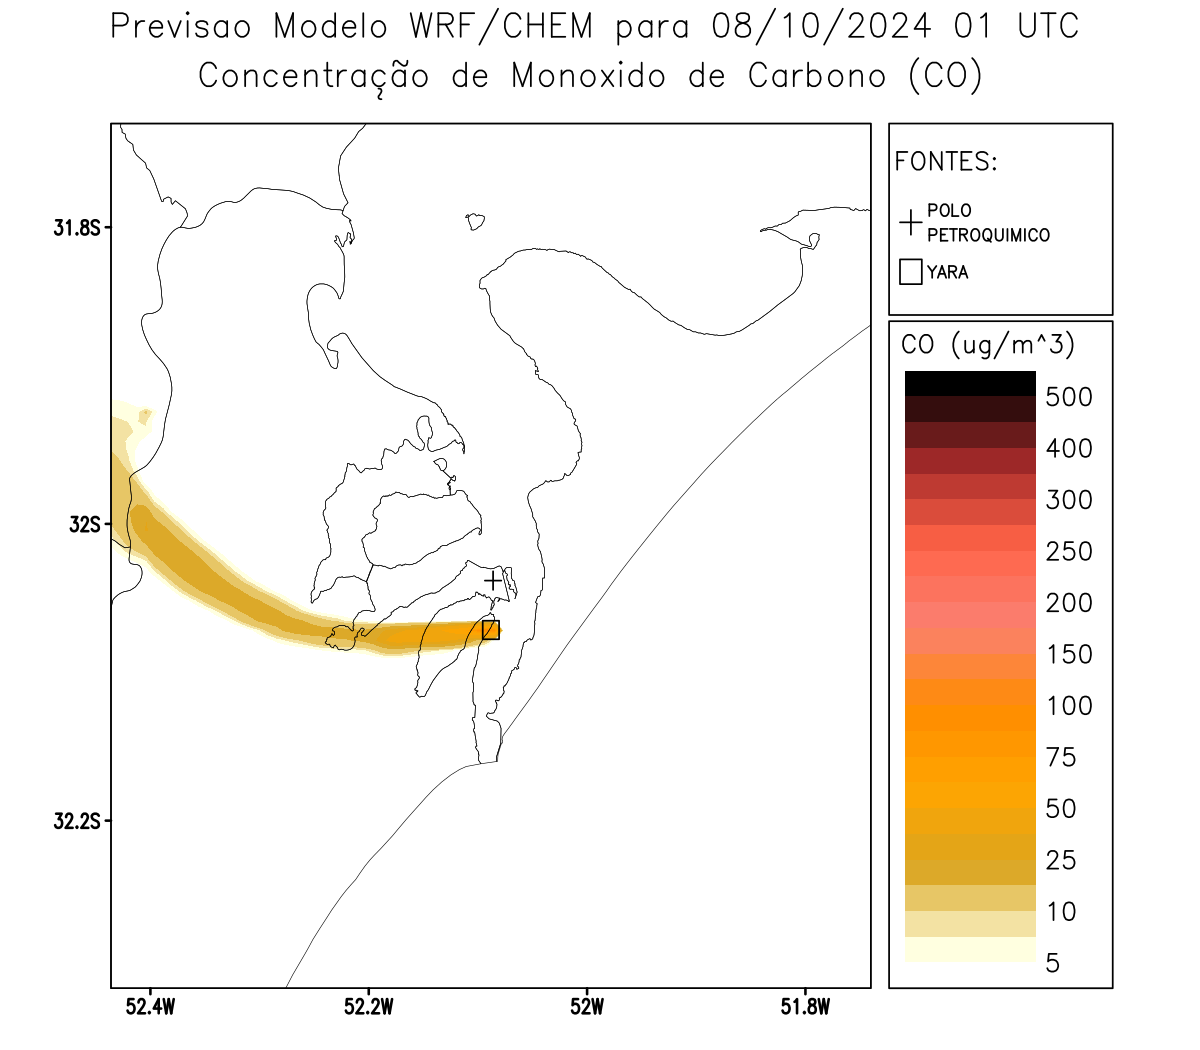 Previsao Modelo WRF/CHEM para 08/10/2024 01 UTC
Concentração de Monoxido de Carbono (CO)
FONTES:
POLO
PETROQUIMICO
YARA
CO (ug/m^3)
500
400
300
250
200
150
100
75
50
25
10
5
31.8S
32S
32.2S
52.4W
52.2W
52W
51.8W